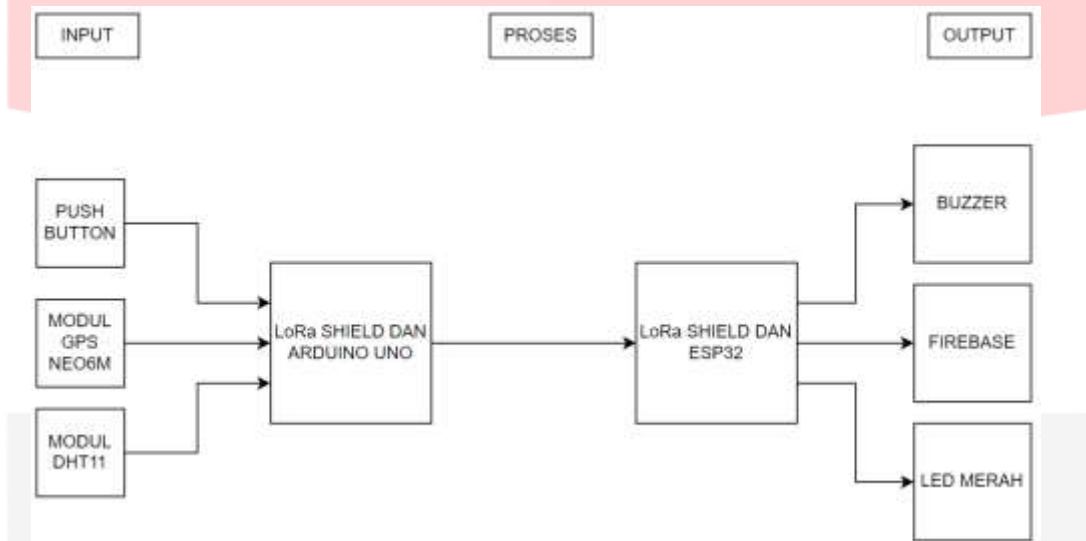 INPUT
PROSES
OUTPUT
PUSH
BUTTON
MODUL
GPS
NEO6M
MODUL
DHT11
LoRa SHIELD DAN
ARDUINO UNO
LoRa SHIELD DAN
ESP32
BUZZER
FIREBASE
LED MERAH